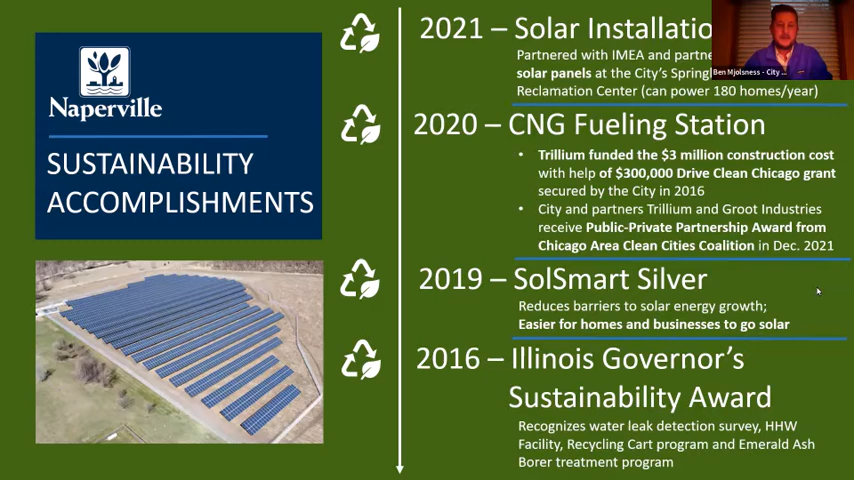 Naperville
SUSTAINABILITY
ACCOMPLISHMENTS
2021 – Solar Installatio
Partnered with IMEA and partne
solar panels at the City's Spring
Reclamation Center (can power 180 homes/year)
Ben Mjolsness - City ...
2020 – CNG Fueling Station
• Trillium funded the $3 million construction cost
with help of $300,000 Drive Clean Chicago grant
secured by the City in 2016
• City and partners Trillium and Groot Industries
receive Public-Private Partnership Award from
Chicago Area Clean Cities Coalition in Dec. 2021
2019 – SolSmart Silver
Reduces barriers to solar energy growth;
Easier for homes and businesses to go solar
2016 – Illinois Governor's
Sustainability Award
Recognizes water leak detection survey, HHW
Facility, Recycling Cart program and Emerald Ash
Borer treatment program